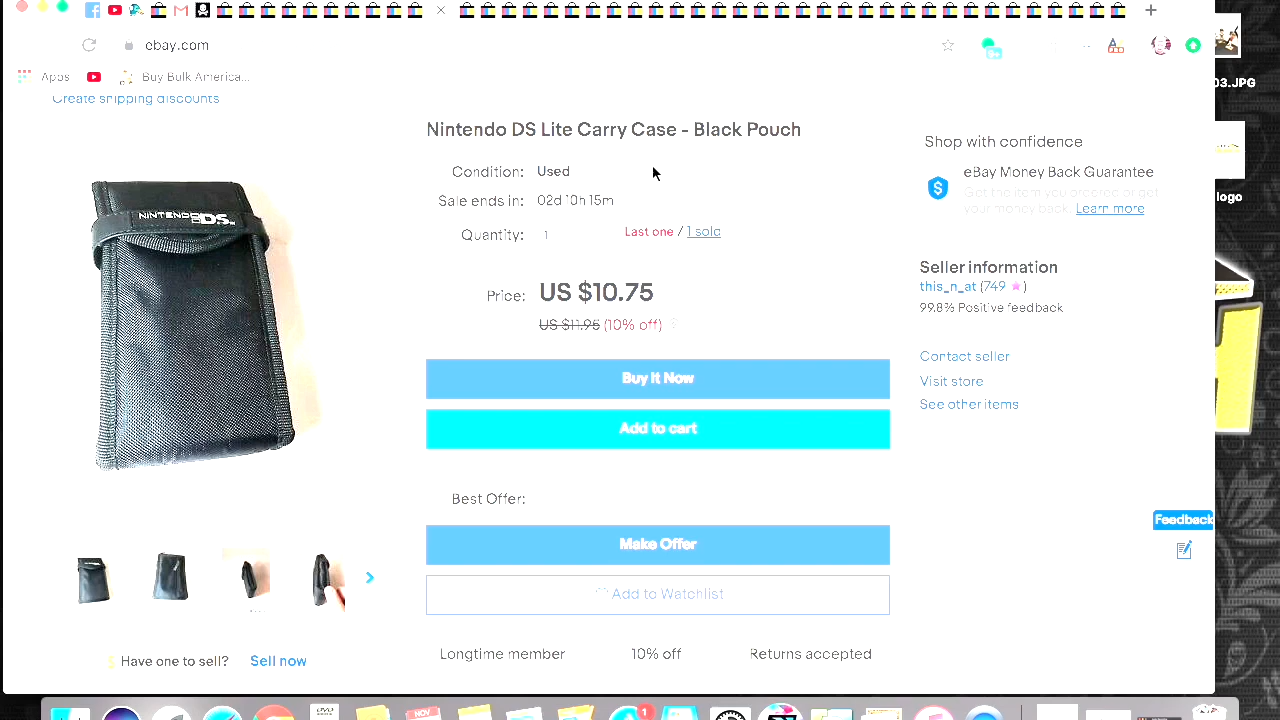 ebay.com
Apps
Buy Bulk America...
03.JPG
Create shipping discounts
Nintendo DS Lite Carry Case - Black Pouch
Shop with confidence
Condition: Used
eBay Money Back Guarantee
Get the item you ordered or get
your money back. Learn more
logo
Sale ends in: 02d 10h 15m
NINTENDO DS
Quantity: Last one / 1 sold
Seller information
this_n_at (749 )
99.8% Positive feedback
Price: US $10.75
US $11.95 (10% off)
Contact seller
Visit store
See other items
Buy It Now
Add to cart
Best Offer:
Make Offer
Feedback
Add to Watchlist
Have one to sell? Sell now
Longtime member 10% off Returns accepted
DVD
NOV